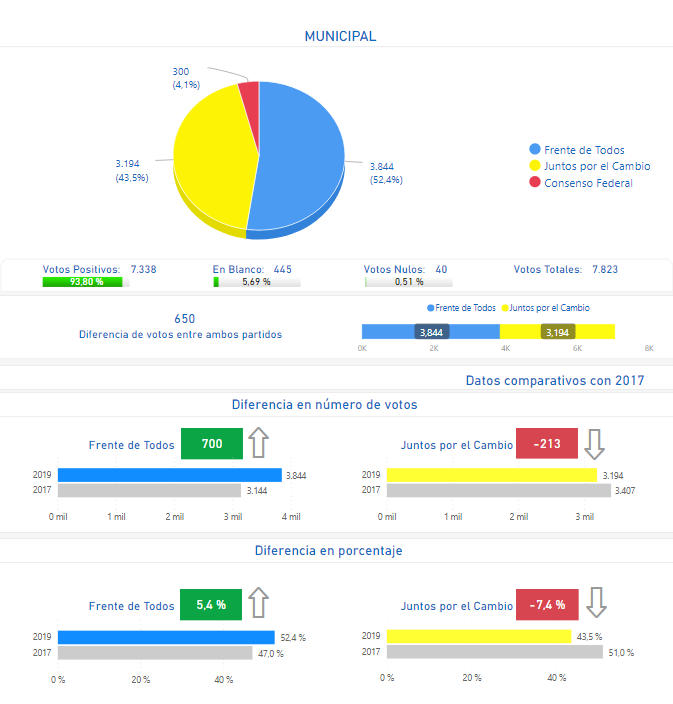 MUNICIPAL
300
(4,1%)
3.194
(43,5%)
3.844
(52,4%)
Frente de Todos
Juntos por el Cambio
Consenso Federal
Votos Positivos: 7.338
93,80 %
En Blanco: 445
5,69 %
Votos Nulos: 40
0,51 %
Votos Totales: 7.823
650
Diferencia de votos entre ambos partidos
Frente de Todos Juntos por el Cambio
3,844 3,194
0K 2K 4K 6K 8K
Datos comparativos con 2017
Diferencia en número de votos
Frente de Todos 700
2019 3.844
2017 3.144
0 mil 1 mil 2 mil 3 mil 4 mil
Juntos por el Cambio -213
2019 3.194
2017 3.407
0 mil 1 mil 2 mil 3 mil
Diferencia en porcentaje
Frente de Todos 5,4 %
2019 52,4 %
2017 47,0 %
0 % 20 % 40 %
Juntos por el Cambio -7,4 %
2019 43,5 %
2017 51,0 %
0 % 20 % 40 %